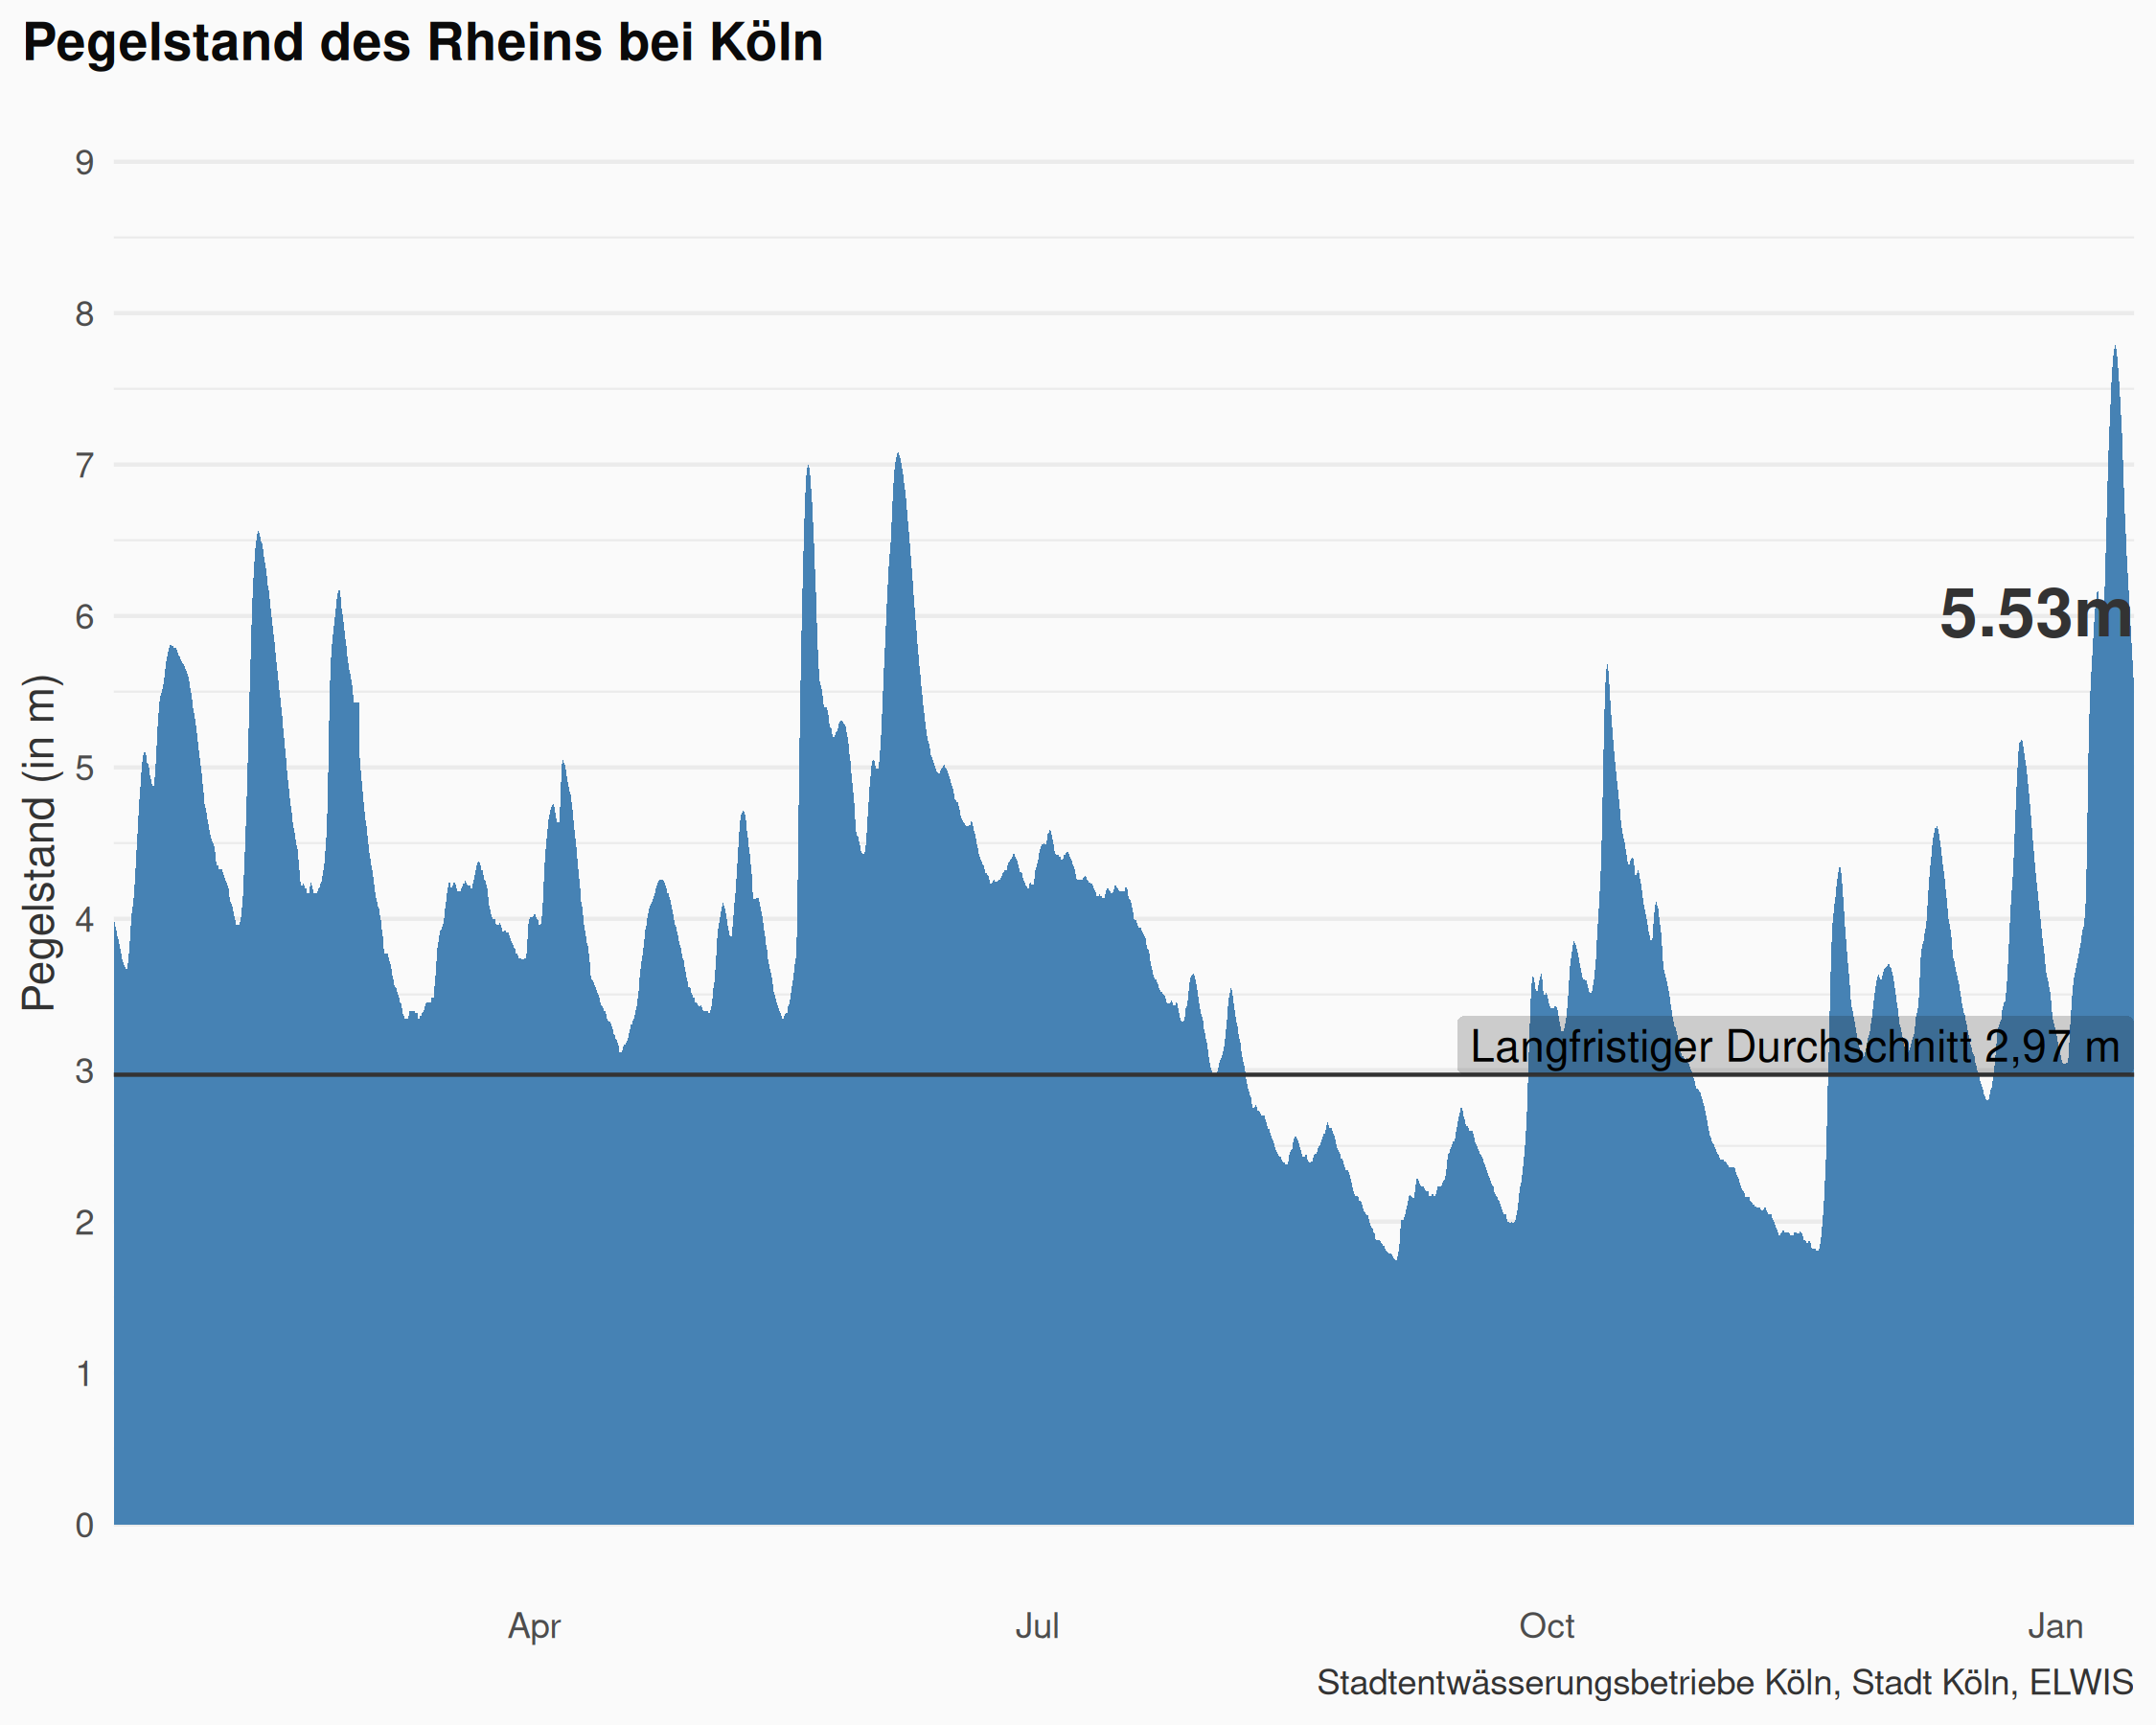 Pegelstand des Rheins bei Köln
Pegelstand (in m)
9
8
7
6
5
4
3
2
1
0
5.53m
Langfristiger Durchschnitt 2,97 m
Apr Jul Oct Jan
Stadtentwässerungsbetriebe Köln, Stadt Köln, ELWIS